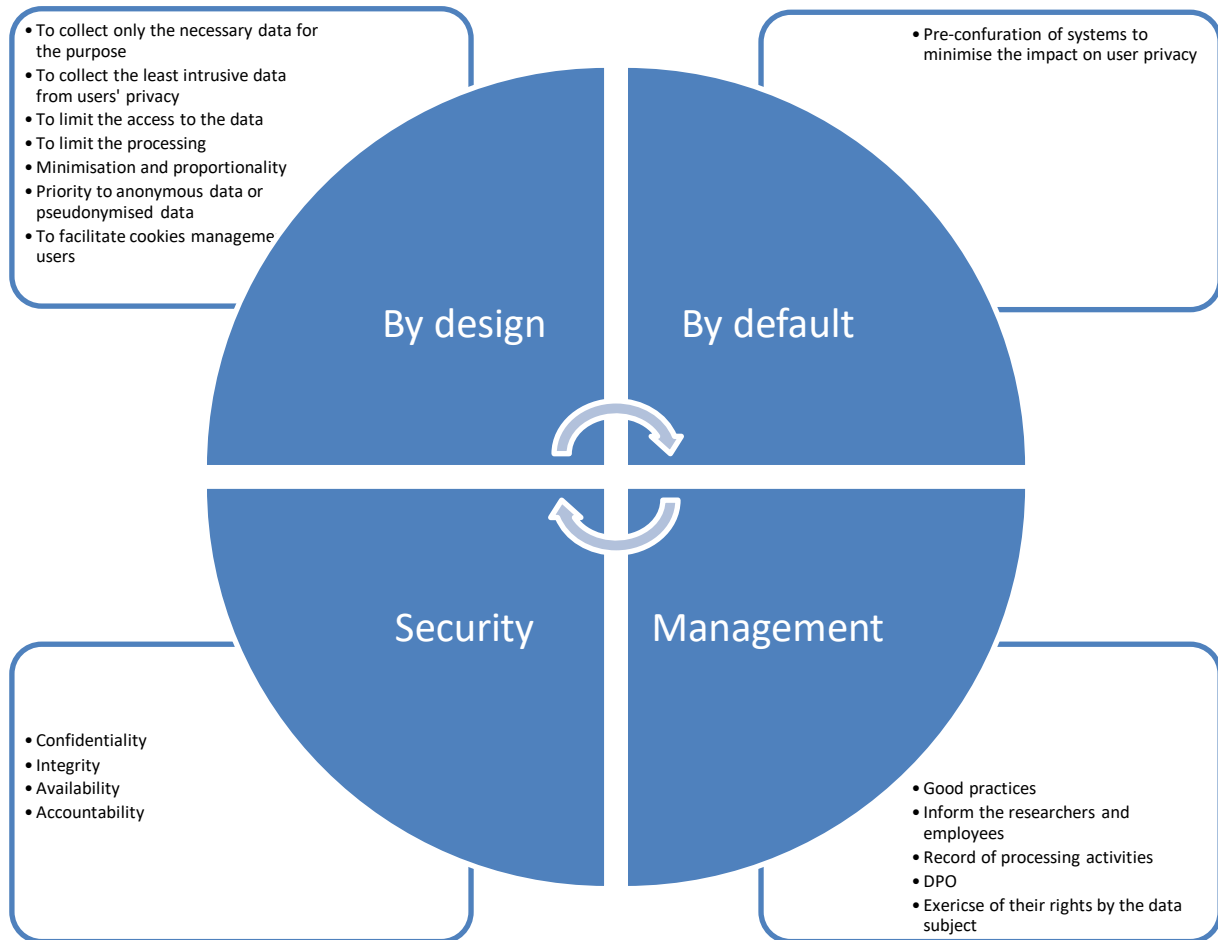 • To collect only the necessary data for
the purpose
• To collect the least intrusive data
from users' privacy
• To limit the access to the data
• To limit the processing
• Minimisation and proportionality
• Priority to anonymous data or
pseudonymised data
• To facilitate cookies manageme
users
• Pre-confuration of systems to
minimise the impact on user privacy
By design
By default
Security
Management
• Confidentiality
• Integrity
• Availability
• Accountability
• Good practices
• Inform the researchers and
employees
• Record of processing activities
• DPO
• Exericse of their rights by the data
subject